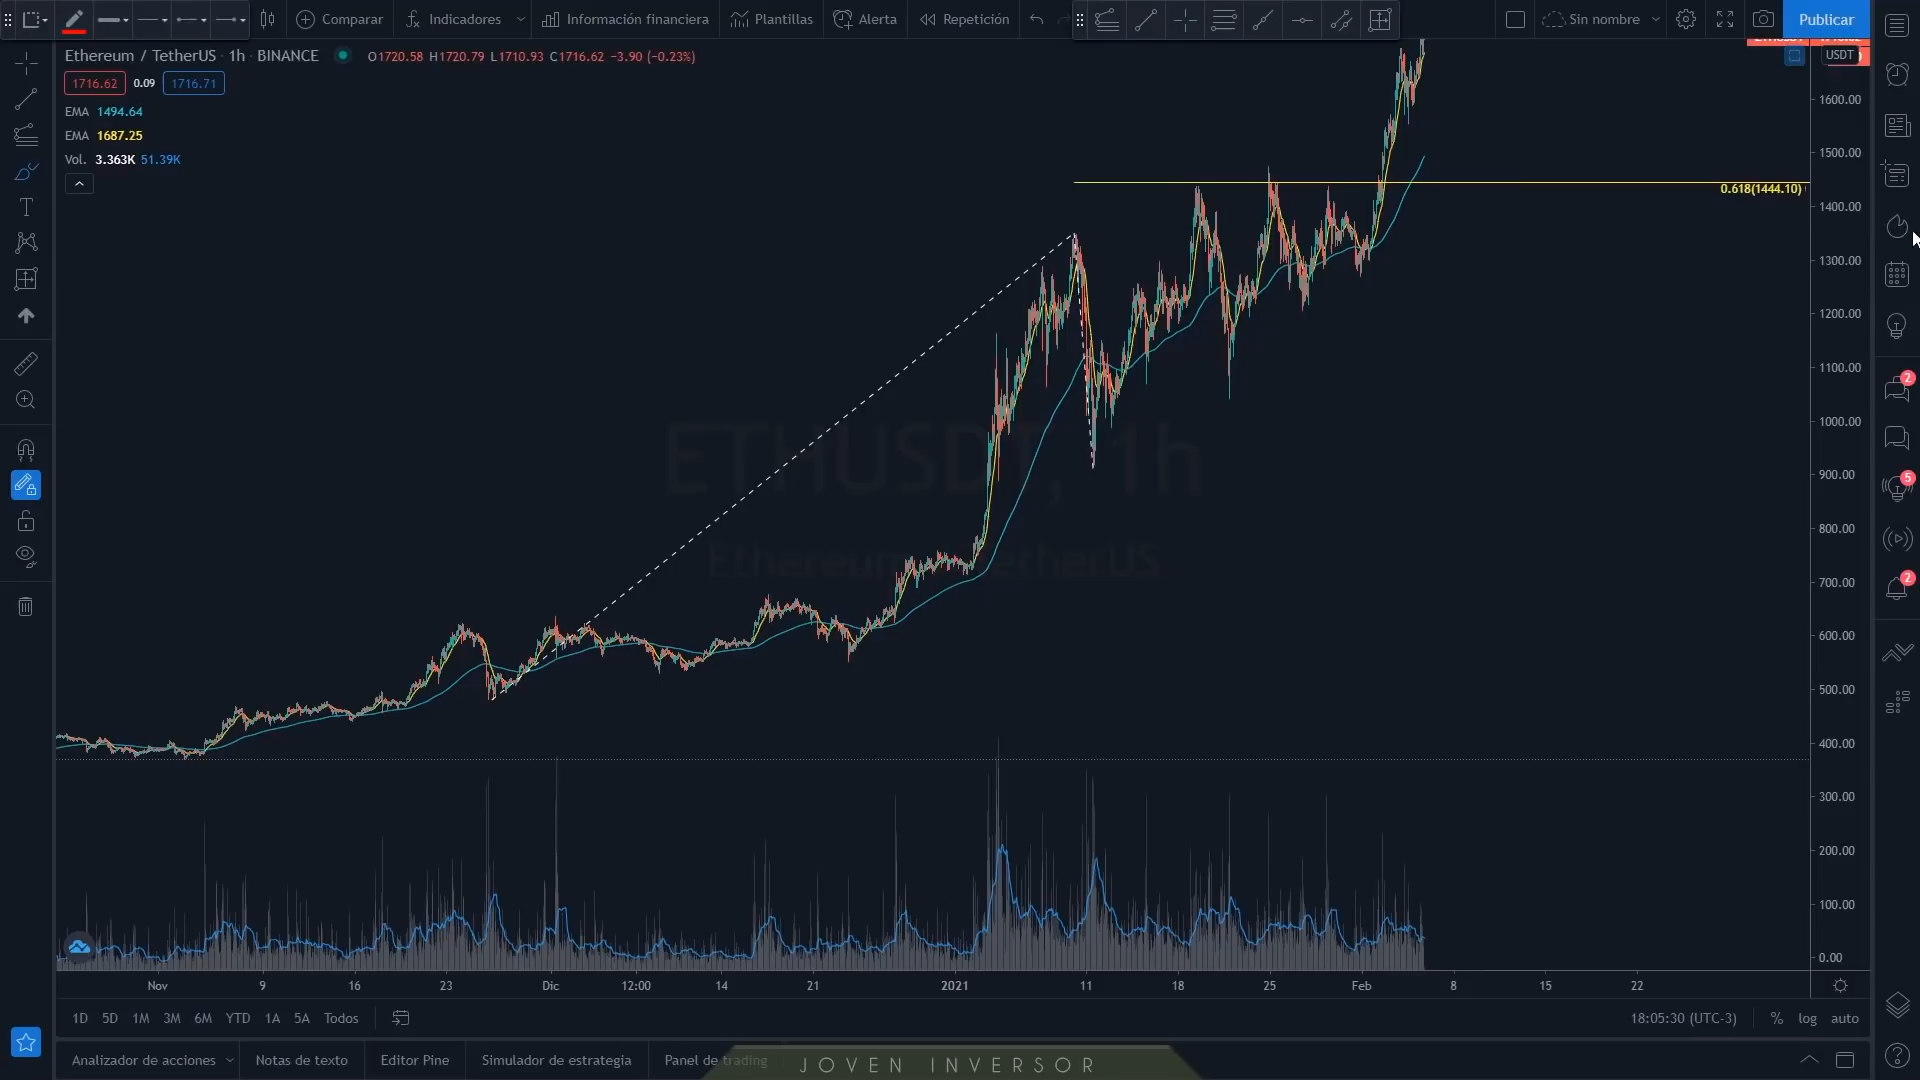 Comparar Indicadores Información financiera Plantillas Alerta Repetición Sin nombre Publicar
Ethereum / TetherUS · 1h · BINANCE O1720.58 H1720.79 L1710.93 C1716.62 −3.90 (−0.23%)
USDT
1716.62 0.09 1716.71
EMA 1494.64
EMA 1687.25
Vol. 3.363K 51.39K
0.618(1444.10)
1600.00
1500.00
1400.00
1300.00
1200.00
1100.00
1000.00
900.00
800.00
700.00
600.00
500.00
400.00
300.00
200.00
100.00
0.00
2
5
2
ETHUSDT, 1h
Ethereum / TetherUS
Nov 9 16 23 Dic 12:00 14 21 2021 11 18 25 Feb 8 15 22
1D 5D 1M 3M 6M YTD 1A 5A Todos 18:05:30 (UTC-3) % log auto
Analizador de acciones Notas de texto Editor Pine Simulador de estrategia Panel de trading
JOVEN INVERSOR